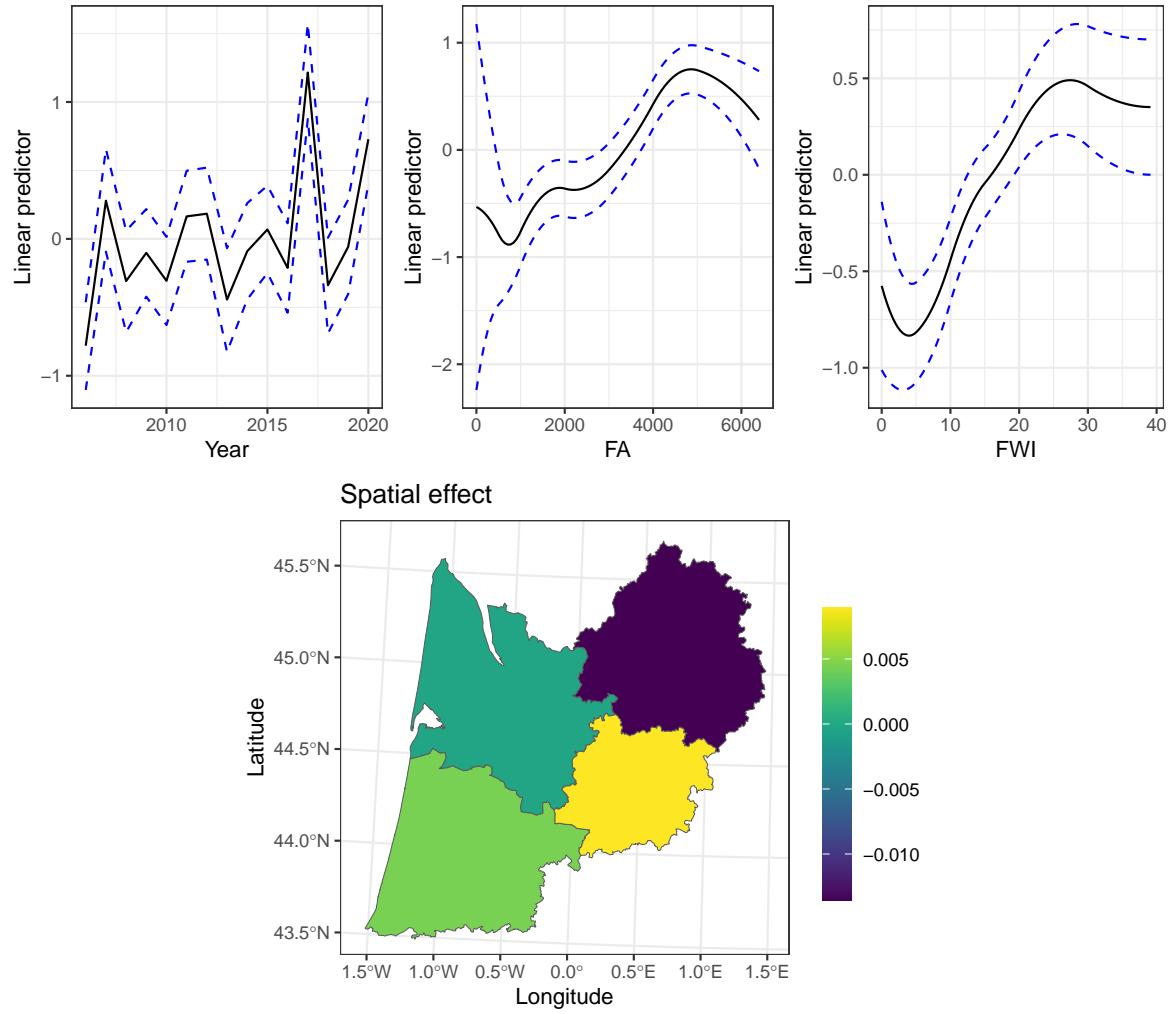 Linear predictor
1
0
−1
2010
2015
2020
Year
Linear predictor
1
0
−1
−2
0
2000
4000
6000
FA
Linear predictor
0.5
0.0
−0.5
−1.0
0
10
20
30
40
FWI
Spatial effect
Latitude
45.5°N
45.0°N
44.5°N
44.0°N
43.5°N
1.5°W
1.0°W
0.5°W
0.0°
0.5°E
1.0°E
1.5°E
Longitude
0.005
0.000
−0.005
−0.010